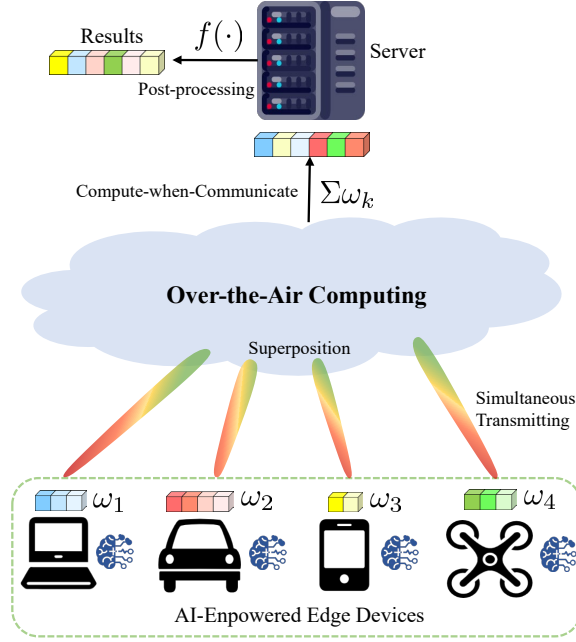 Results
f(·)
Server
Post-processing
Compute-when-Communicate
Σω_k
Over-the-Air Computing
Superposition
Simultaneous
Transmitting
ω_1
ω_2
ω_3
ω_4
AI-Enpowered Edge Devices